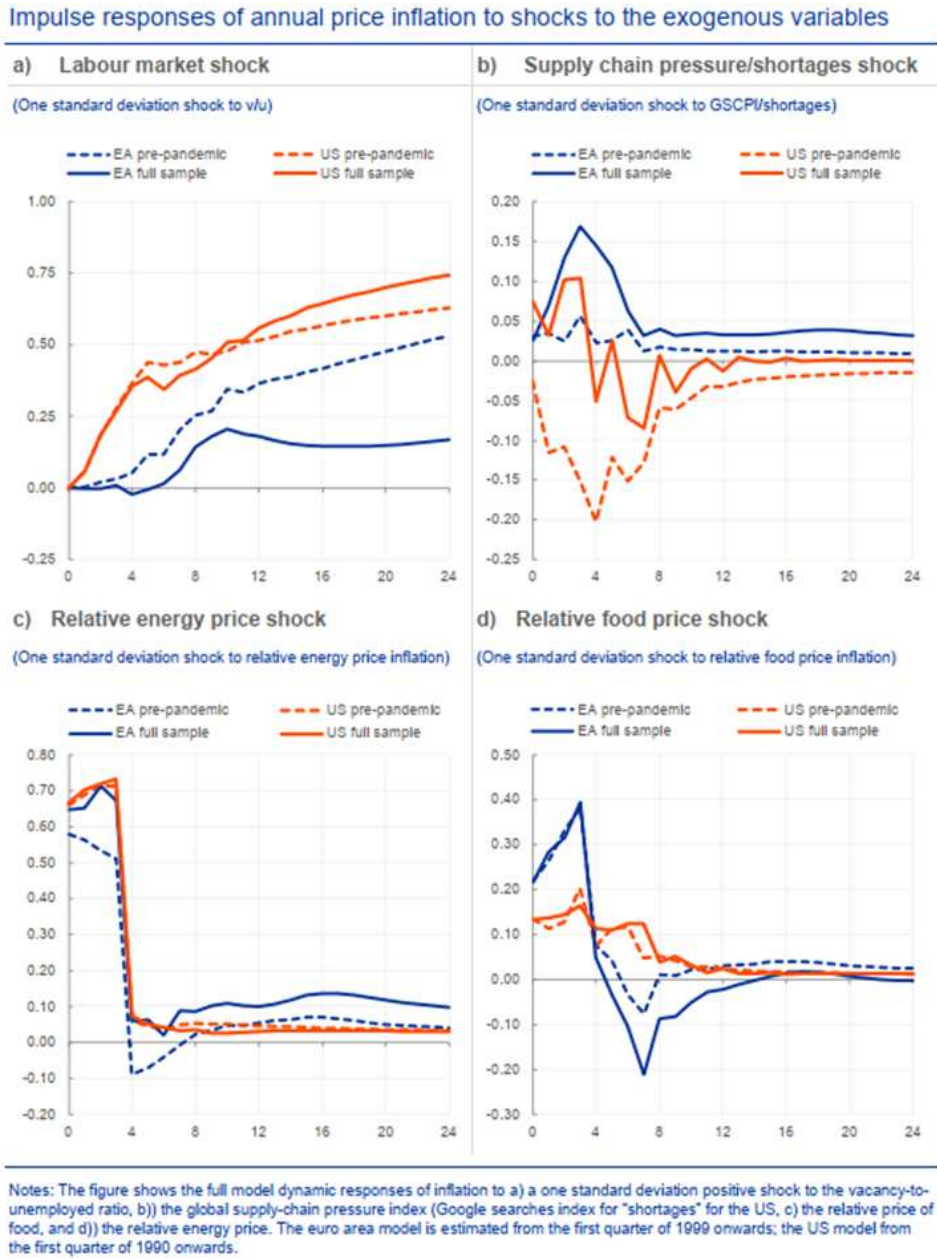 Impulse responses of annual price inflation to shocks to the exogenous variables
a) Labour market shock
(One standard deviation shock to v/u)
EA pre-pandemic US pre-pandemic
EA full sample US full sample
1.00
0.75
0.50
0.25
0.00
-0.25
0 4 8 12 16 20 24
b) Supply chain pressure/shortages shock
(One standard deviation shock to GSCPI/shortages)
EA pre-pandemic US pre-pandemic
EA full sample US full sample
0.20
0.15
0.10
0.05
0.00
-0.05
-0.10
-0.15
-0.20
-0.25
0 4 8 12 16 20 24
c) Relative energy price shock
(One standard deviation shock to relative energy price inflation)
EA pre-pandemic US pre-pandemic
EA full sample US full sample
0.80
0.70
0.60
0.50
0.40
0.30
0.20
0.10
0.00
-0.10
-0.20
0 4 8 12 16 20 24
d) Relative food price shock
(One standard deviation shock to relative food price inflation)
EA pre-pandemic US pre-pandemic
EA full sample US full sample
0.50
0.40
0.30
0.20
0.10
0.00
-0.10
-0.20
-0.30
0 4 8 12 16 20 24
Notes: The figure shows the full model dynamic responses of inflation to a) a one standard deviation positive shock to the vacancy-to-
unemployed ratio, b)) the global supply-chain pressure index (Google searches index for "shortages" for the US, c) the relative price of
food, and d)) the relative energy price. The euro area model is estimated from the first quarter of 1999 onwards; the US model from
the first quarter of 1990 onwards.